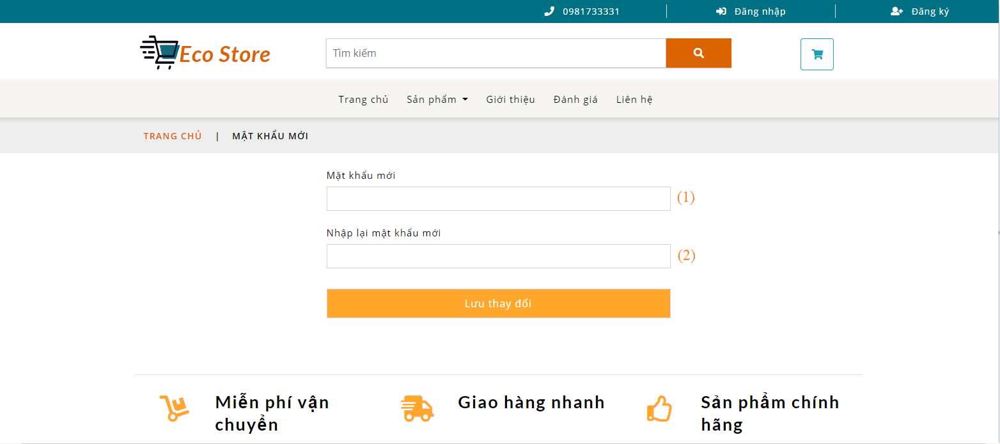 0981733331 Đăng nhập Đăng ký
Eco Store Tìm kiếm
Trang chủ Sản phẩm Giới thiệu Đánh giá Liên hệ
TRANG CHỦ | MẬT KHẨU MỚI
Mật khẩu mới
(1)
Nhập lại mật khẩu mới
(2)
Lưu thay đổi
Miễn phí vận
chuyển
Giao hàng nhanh
Sản phẩm chính
hãng